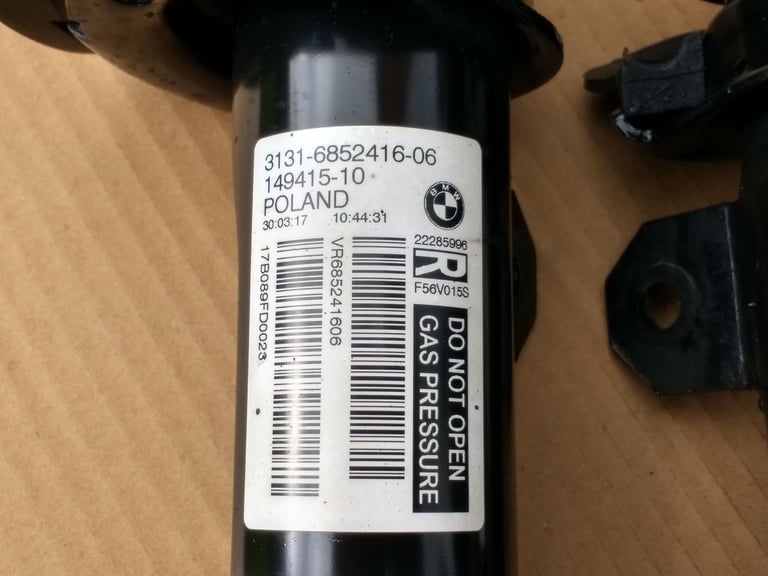 3131-6852416-06
149415-10
POLAND
30:03:17 10:44:31
BMW
22285996
R
F56V015S
17B089FD0023
VR685241606
DO NOT OPEN
GAS PRESSURE